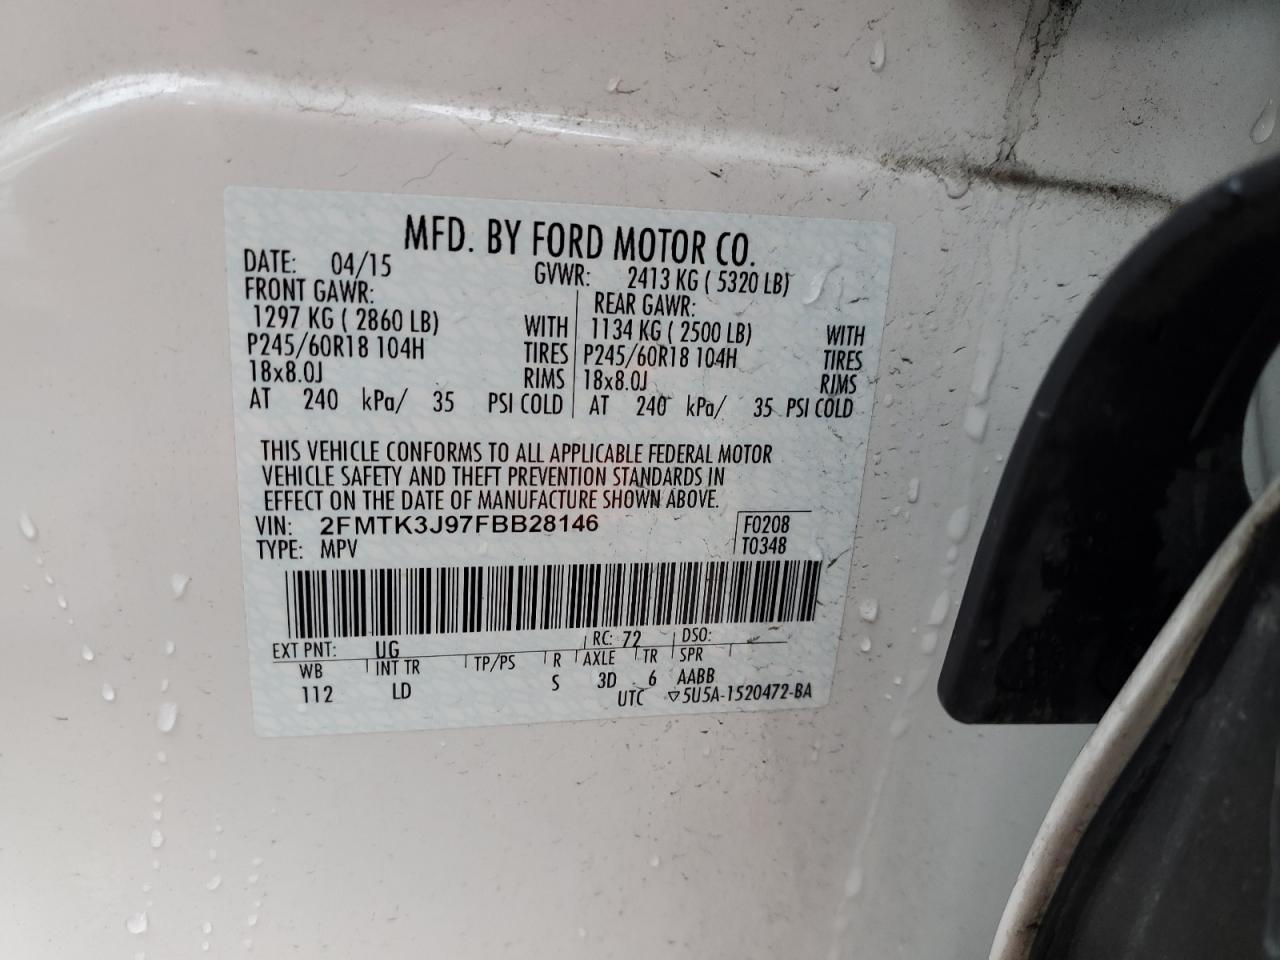 MFD. BY FORD MOTOR CO.
DATE: 04/15 GVWR: 2413 KG ( 5320 LB)
FRONT GAWR: REAR GAWR:
1297 KG ( 2860 LB) WITH 1134 KG ( 2500 LB) WITH
P245/60R18 104H TIRES P245/60R18 104H TIRES
18x8.0J RIMS 18x8.0J RIMS
AT 240 kPa/ 35 PSI COLD AT 240 kPa/ 35 PSI COLD
THIS VEHICLE CONFORMS TO ALL APPLICABLE FEDERAL MOTOR
VEHICLE SAFETY AND THEFT PREVENTION STANDARDS IN
EFFECT ON THE DATE OF MANUFACTURE SHOWN ABOVE.
VIN: 2FMTK3J97FBB28146 F0208
TYPE: MPV T0348
EXT PNT: UG RC: 72 DSO:
WB INT TR TP/PS R AXLE TR SPR
112 LD S 3D 6 AABB
UTC ▽5U5A-1520472-BA